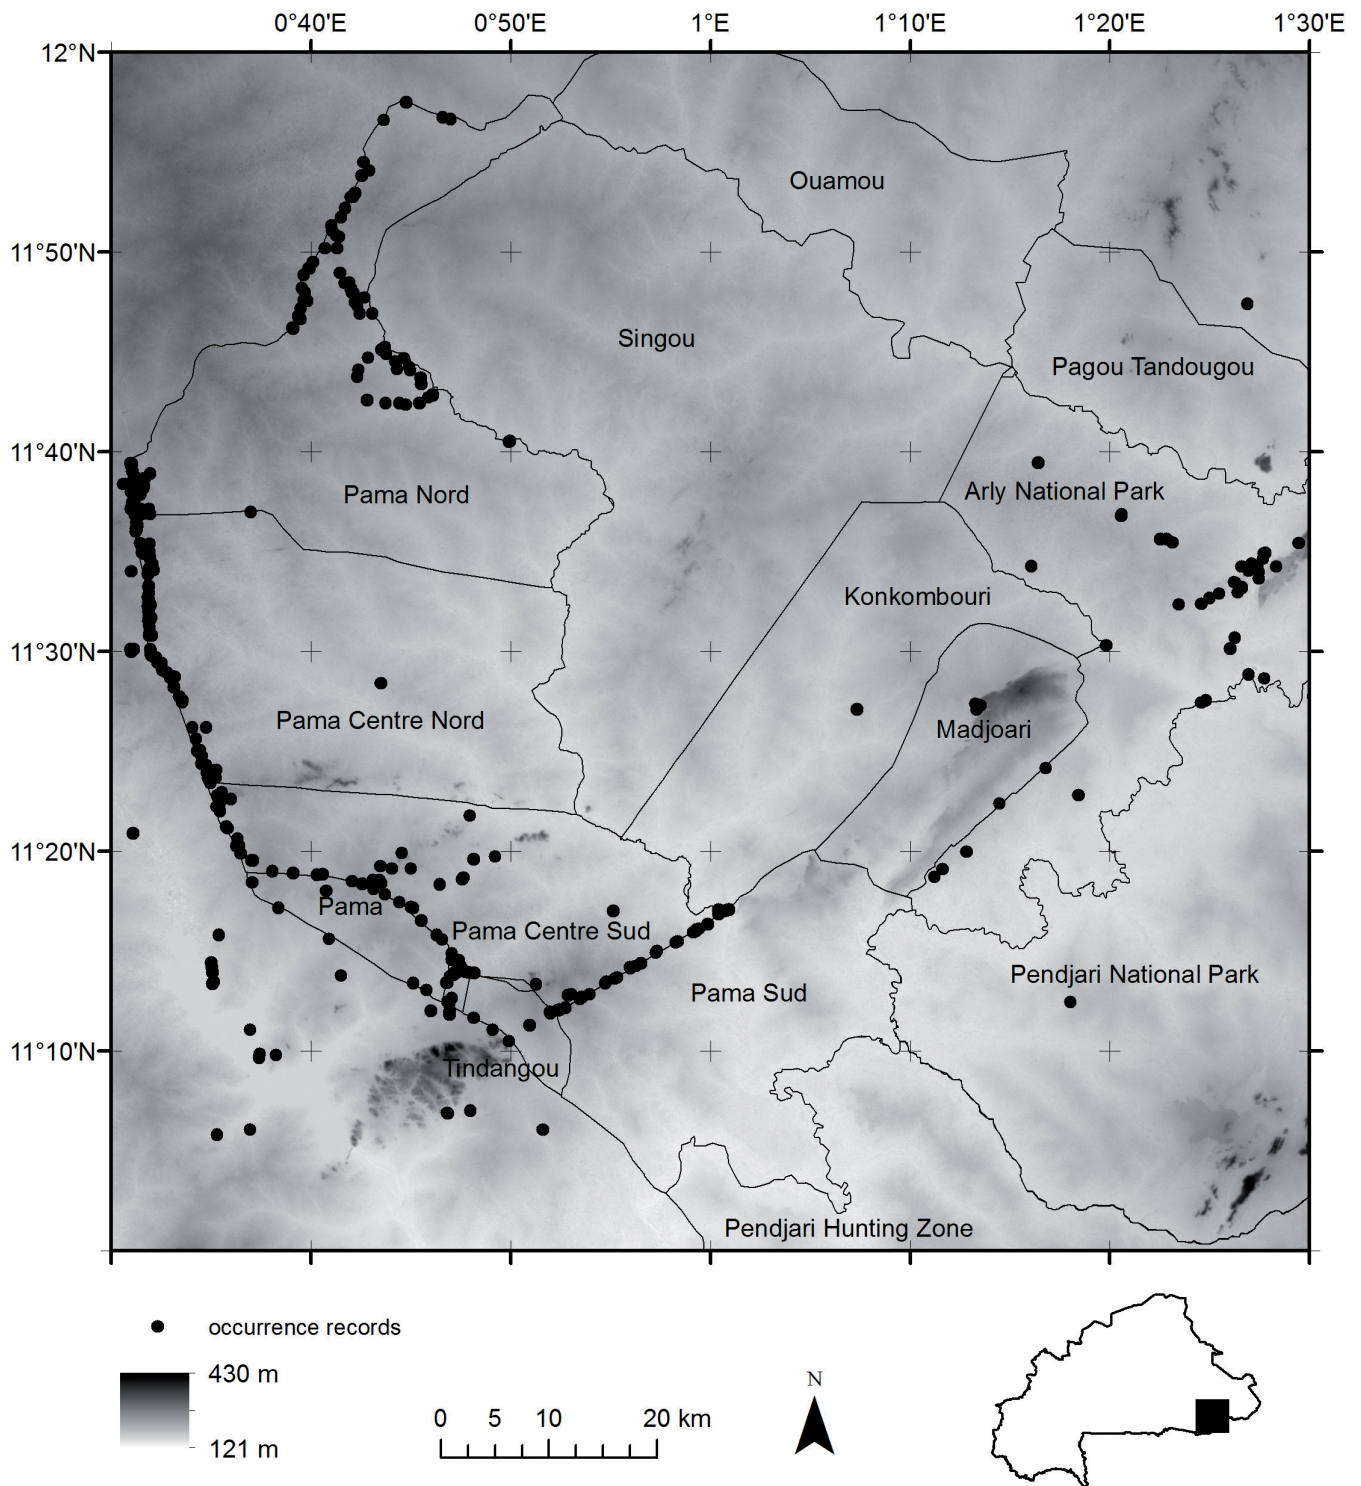 0°40'E 0°50'E 1°E 1°10'E 1°20'E 1°30'E
12°N
Ouamou
11°50'N
Singou
Pagou Tandougou
11°40'N
Pama Nord
Arly National Park
Konkombouri
11°30'N
Pama Centre Nord
Madjoari
11°20'N
Pama
Pama Centre Sud
Pendjari National Park
Pama Sud
11°10'N
Tindangou
Pendjari Hunting Zone
occurrence records
430 m
121 m
0 5 10 20 km
N